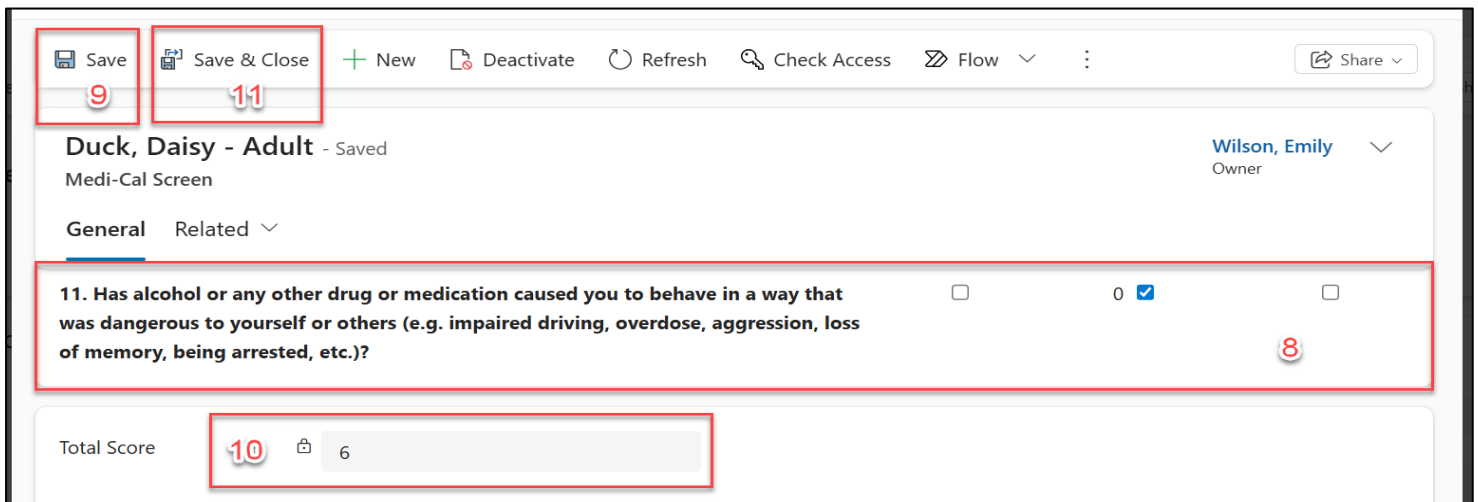 Save Save & Close New Deactivate Refresh Check Access Flow Share
9 11
Duck, Daisy - Adult - Saved Wilson, Emily
Medi-Cal Screen Owner
General Related
11. Has alcohol or any other drug or medication caused you to behave in a way that 0
was dangerous to yourself or others (e.g. impaired driving, overdose, aggression, loss
of memory, being arrested, etc.)? 8
Total Score 10 6